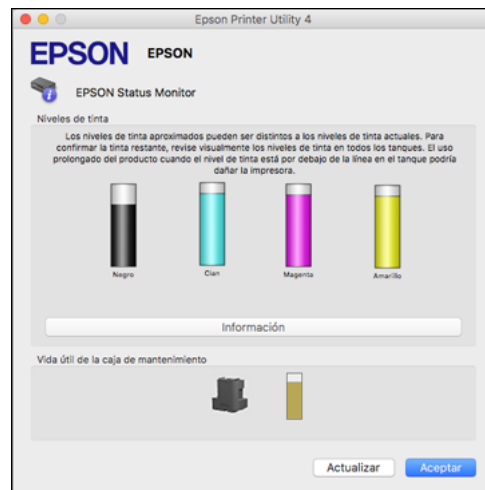 Epson Printer Utility 4
EPSON EPSON
EPSON Status Monitor
Niveles de tinta
Los niveles de tinta aproximados pueden ser distintos a los niveles de tinta actuales. Para
confirmar la tinta restante, revise visualmente los niveles de tinta en todos los tanques. El uso
prolongado del producto cuando el nivel de tinta está por debajo de la línea en el tanque podría
dañar la impresora.
Negro Cian Magenta Amarillo
Información
Vida útil de la caja de mantenimiento
Actualizar Aceptar